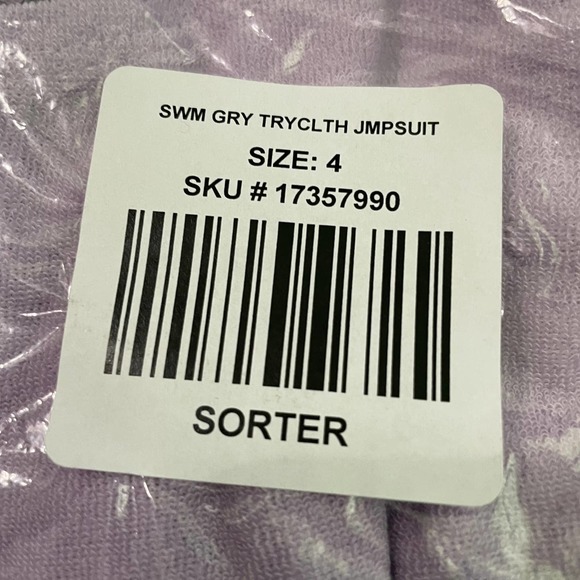 SWM GRY TRYCLTH JMPSUIT
SIZE: 4
SKU # 17357990
SORTER